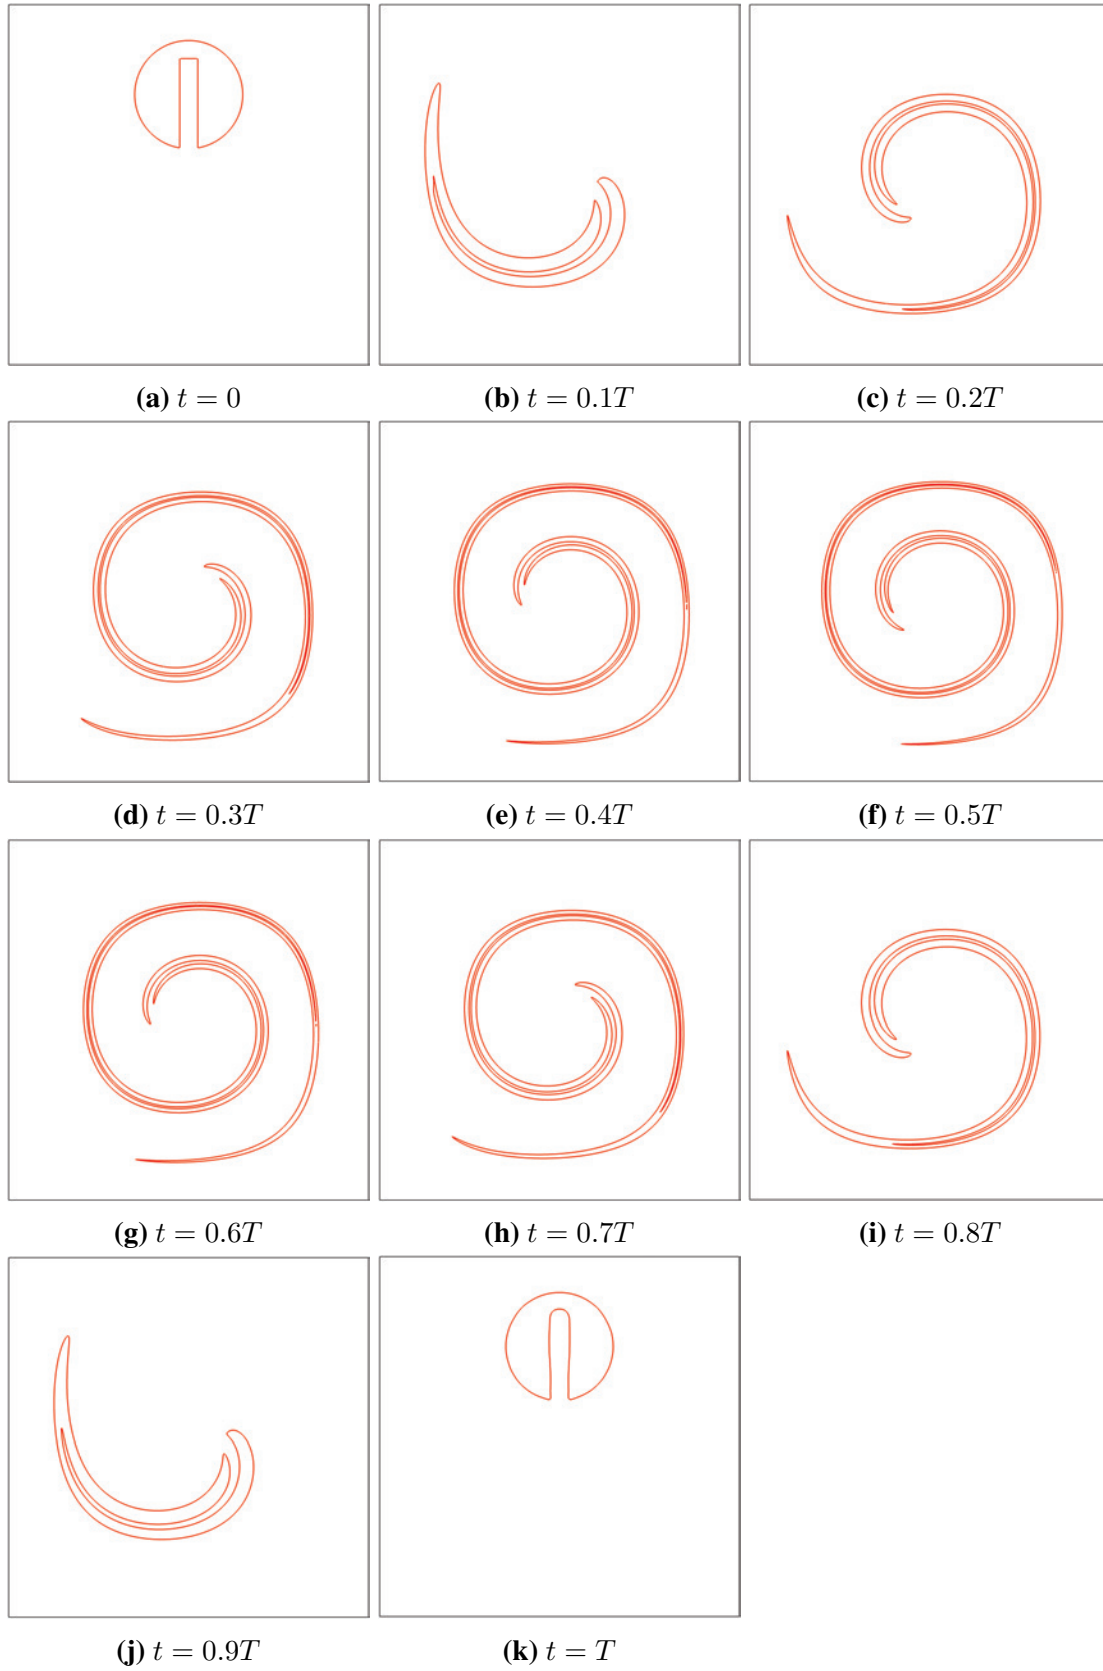 (a) t = 0
(b) t = 0.1T
(c) t = 0.2T
(d) t = 0.3T
(e) t = 0.4T
(f) t = 0.5T
(g) t = 0.6T
(h) t = 0.7T
(i) t = 0.8T
(j) t = 0.9T
(k) t = T